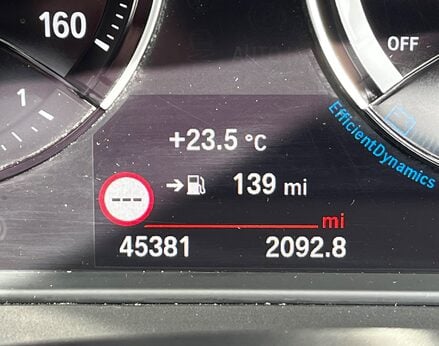 160
1
OFF
EfficientDynamics
+23.5 °C
139 mi
---
mi
45381 2092.8